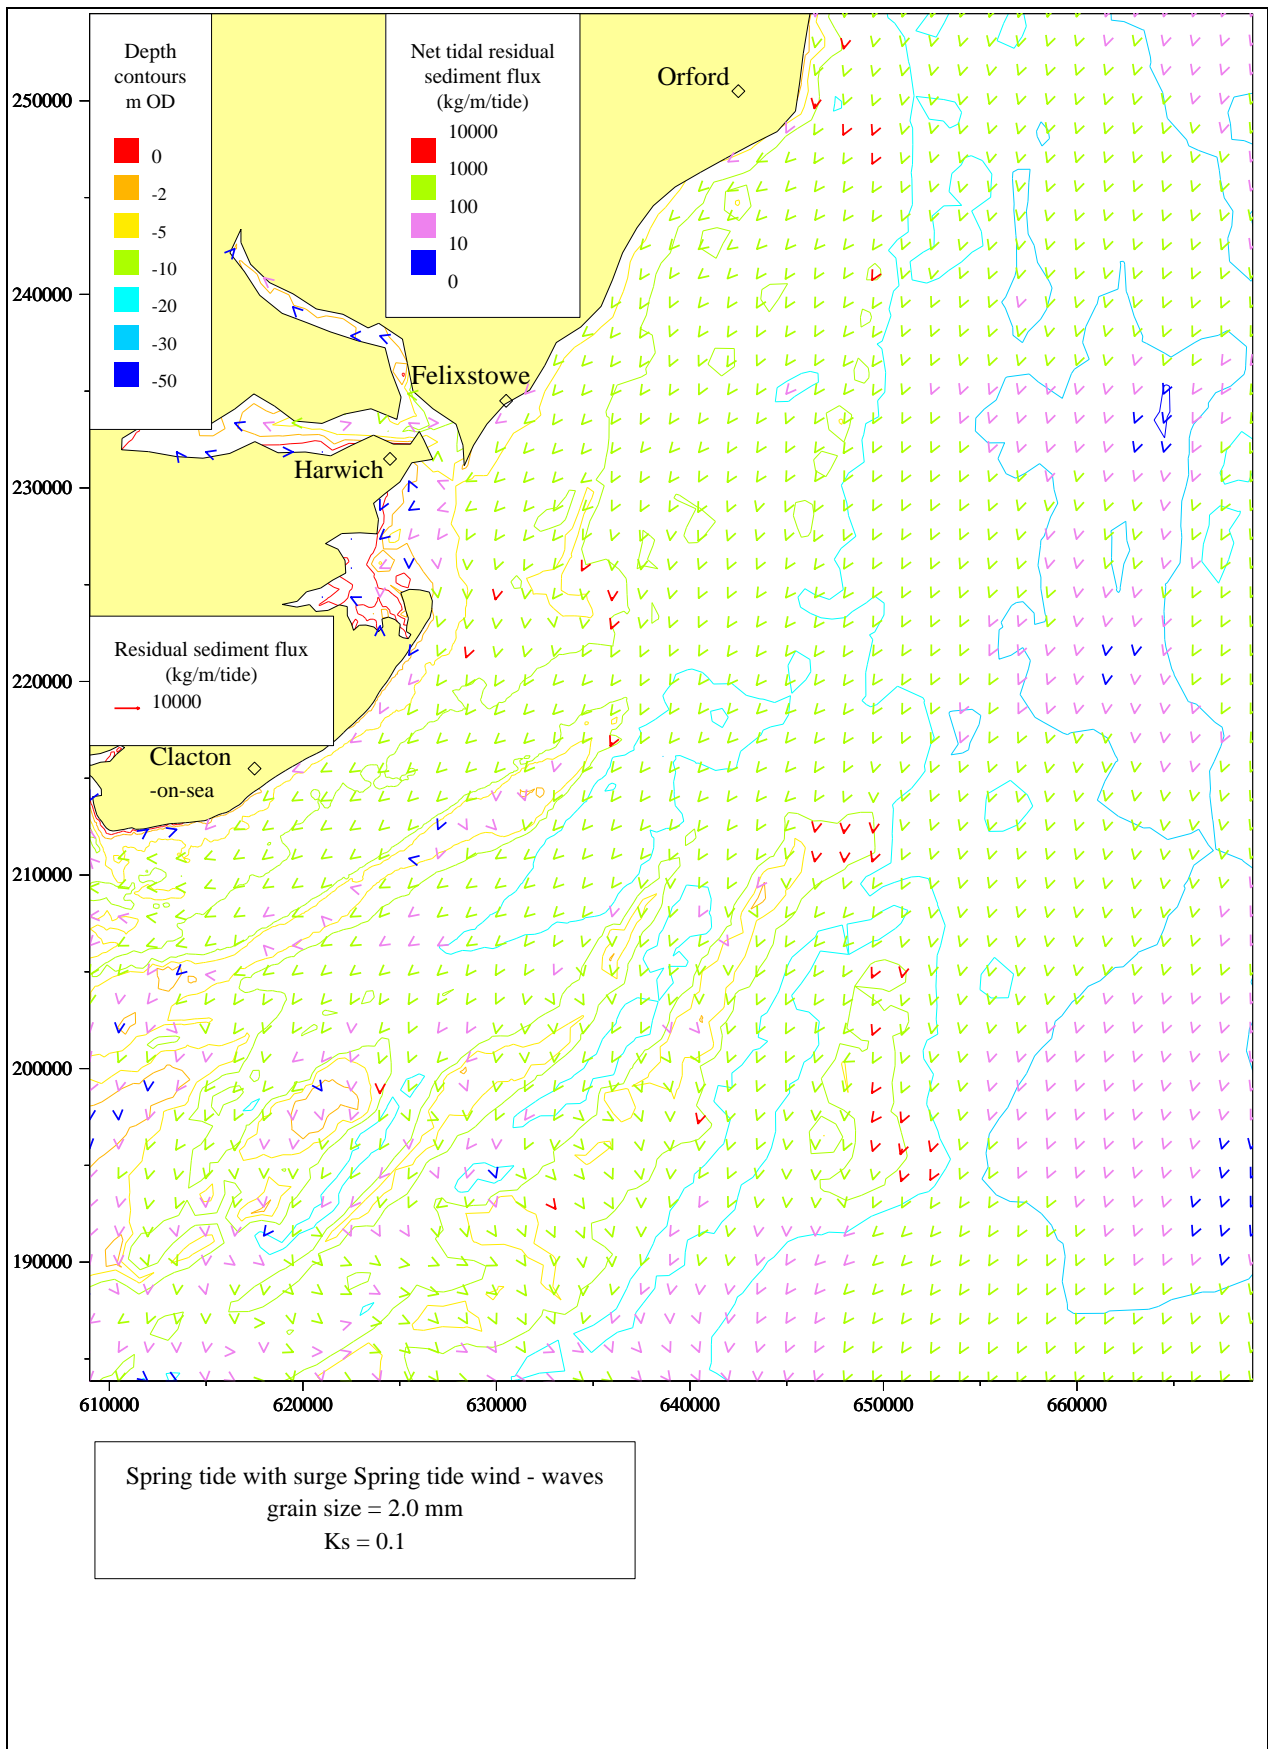 Depth
contours
m OD
0
-2
-5
-10
-20
-30
-50
Net tidal residual
sediment flux
(kg/m/tide)
10000
1000
100
10
0
Orford
Felixstowe
Harwich
Residual sediment flux
(kg/m/tide)
10000
Clacton
-on-sea
250000
240000
230000
220000
210000
200000
190000
610000 620000 630000 640000 650000 660000
Spring tide with surge Spring tide wind - waves
grain size = 2.0 mm
Ks = 0.1